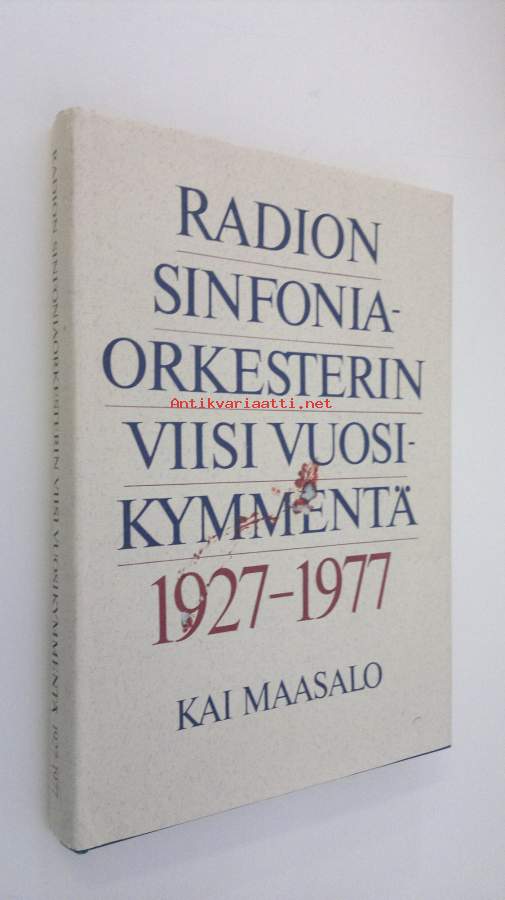 RADION
SINFONIA-
ORKESTERIN
Antikvariaatti.net
VIISI VUOSI-
KYMMENTÄ
1927-1977
KAI MAASALO
RADION SINFONIAORKESTERIN VIISI VUOSIKYMMENTÄ 1927-1977